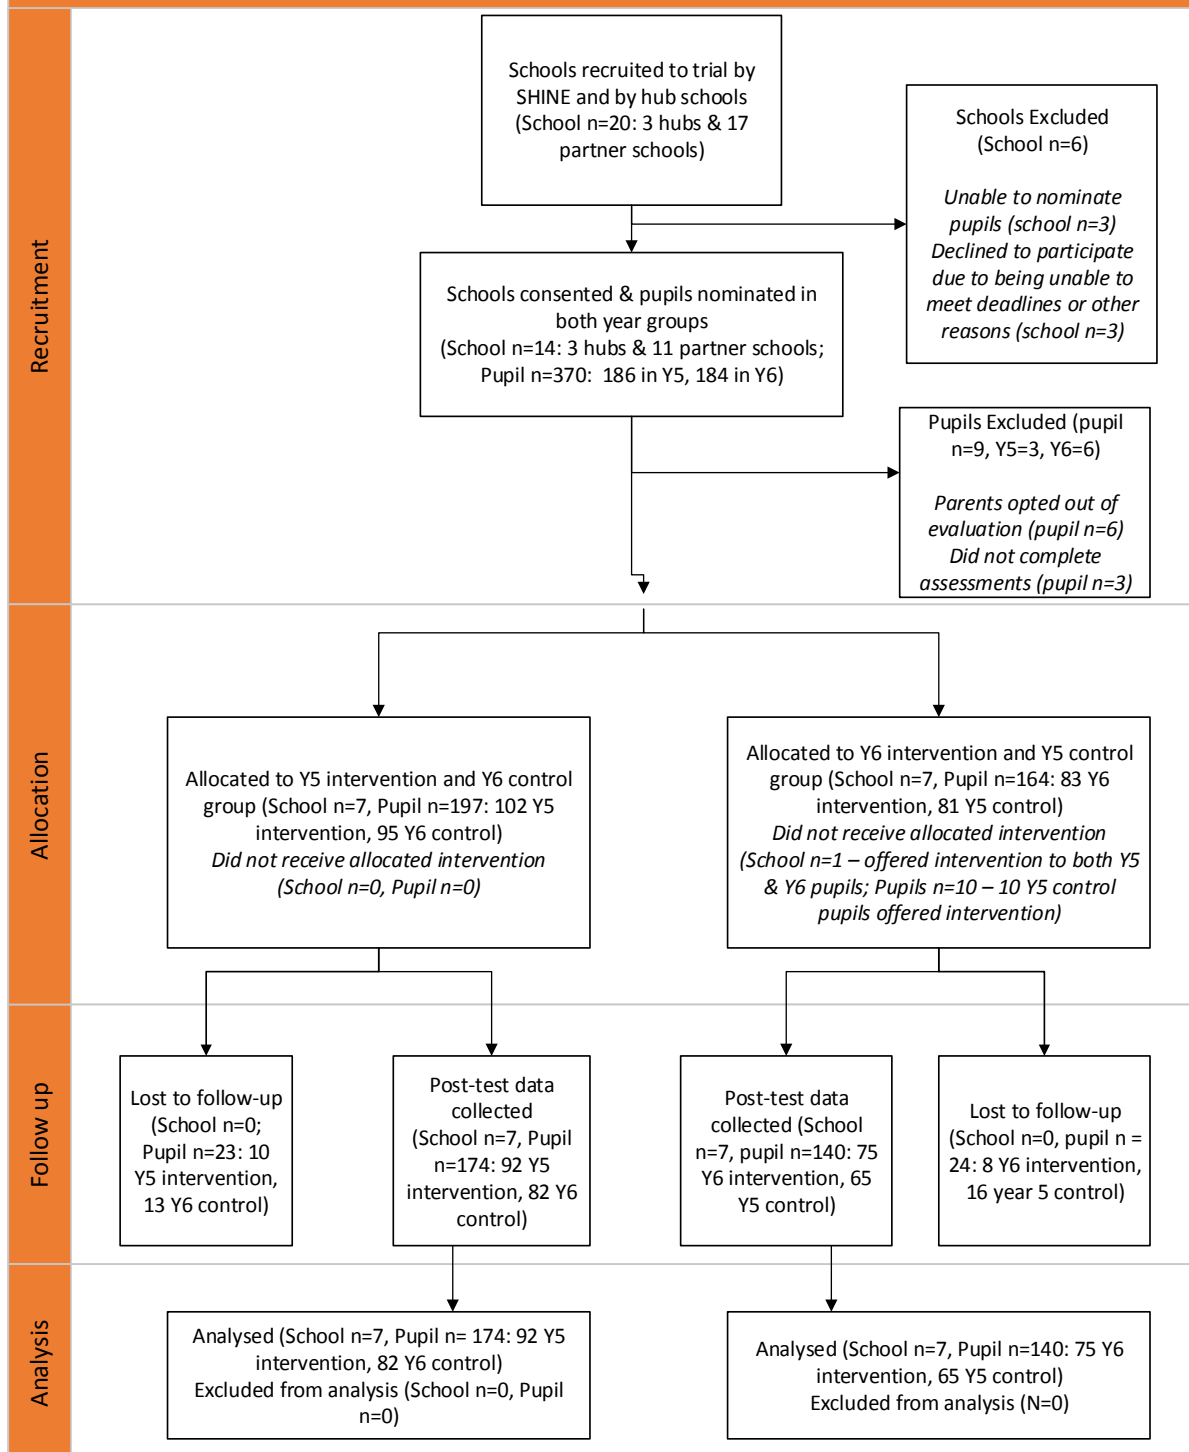 Recruitment
Schools recruited to trial by
SHINE and by hub schools
(School n=20: 3 hubs & 17
partner schools)
Schools Excluded
(School n=6)
Unable to nominate
pupils (school n=3)
Declined to participate
due to being unable to
meet deadlines or other
reasons (school n=3)
Schools consented & pupils nominated in
both year groups
(School n=14: 3 hubs & 11 partner schools;
Pupil n=370:  186 in Y5, 184 in Y6)
Pupils Excluded (pupil
n=9, Y5=3, Y6=6)
Parents opted out of
evaluation (pupil n=6)
Did not complete
assessments (pupil n=3)
Allocation
Allocated to Y5 intervention and Y6 control
group (School n=7, Pupil n=197: 102 Y5
intervention, 95 Y6 control)
Did not receive allocated intervention
(School n=0, Pupil n=0)
Allocated to Y6 intervention and Y5 control
group (School n=7, Pupil n=164: 83 Y6
intervention, 81 Y5 control)
Did not receive allocated intervention
(School n=1 – offered intervention to both Y5
& Y6 pupils; Pupils n=10 – 10 Y5 control
pupils offered intervention)
Follow up
Lost to follow-up
(School n=0;
Pupil n=23: 10
Y5 intervention,
13 Y6 control)
Post-test data
collected
(School n=7, Pupil
n=174: 92 Y5
intervention, 82 Y6
control)
Post-test data
collected (School
n=7, pupil n=140: 75
Y6 intervention, 65
Y5 control)
Lost to follow-up
(School n=0, pupil n =
24: 8 Y6 intervention,
16 year 5 control)
Analysis
Analysed (School n=7, Pupil n= 174: 92 Y5
intervention, 82 Y6 control)
Excluded from analysis (School n=0, Pupil
n=0)
Analysed (School n=7, Pupil n=140: 75 Y6
intervention, 65 Y5 control)
Excluded from analysis (N=0)